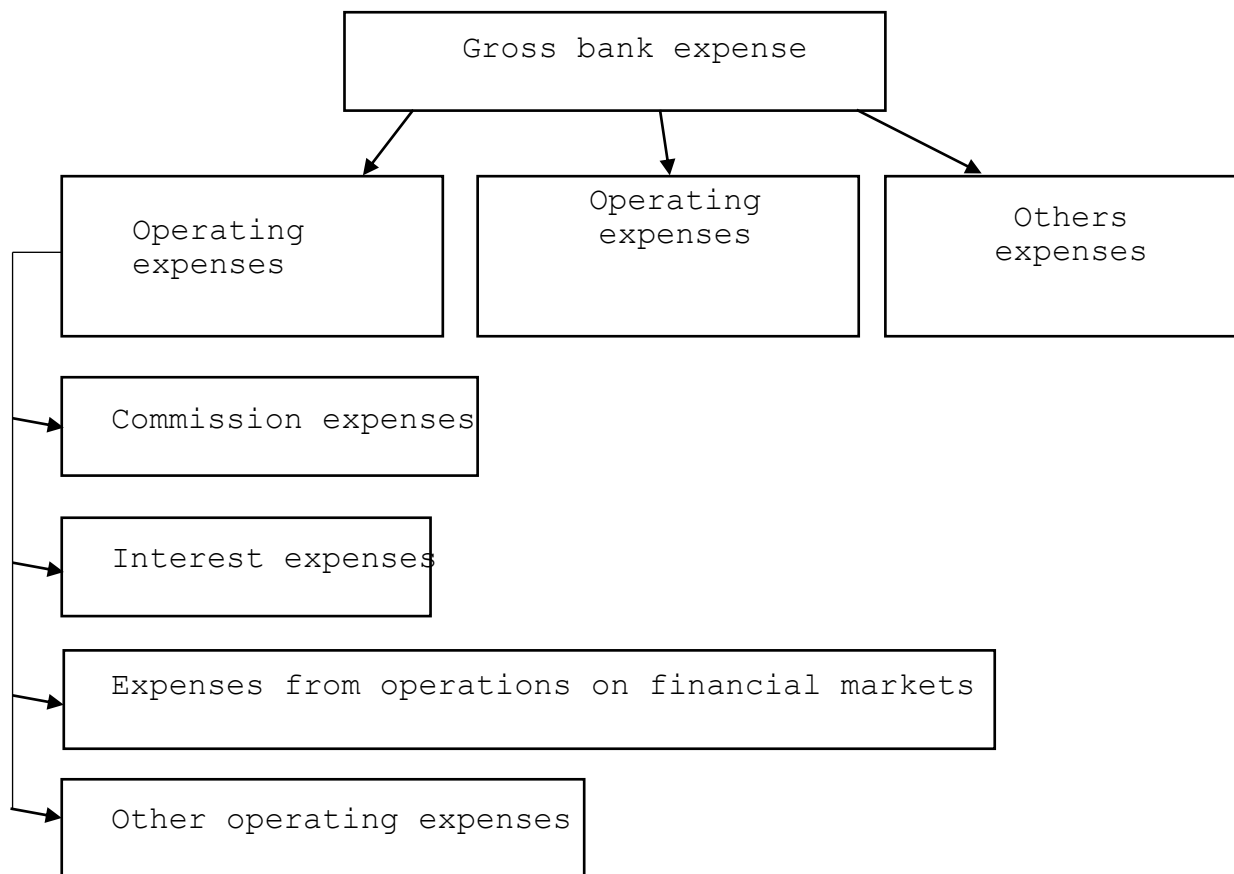 Gross bank expense
Operating
expenses
Operating
expenses
Others
expenses
Commission expenses
Interest expenses
Expenses from operations on financial markets
Other operating expenses